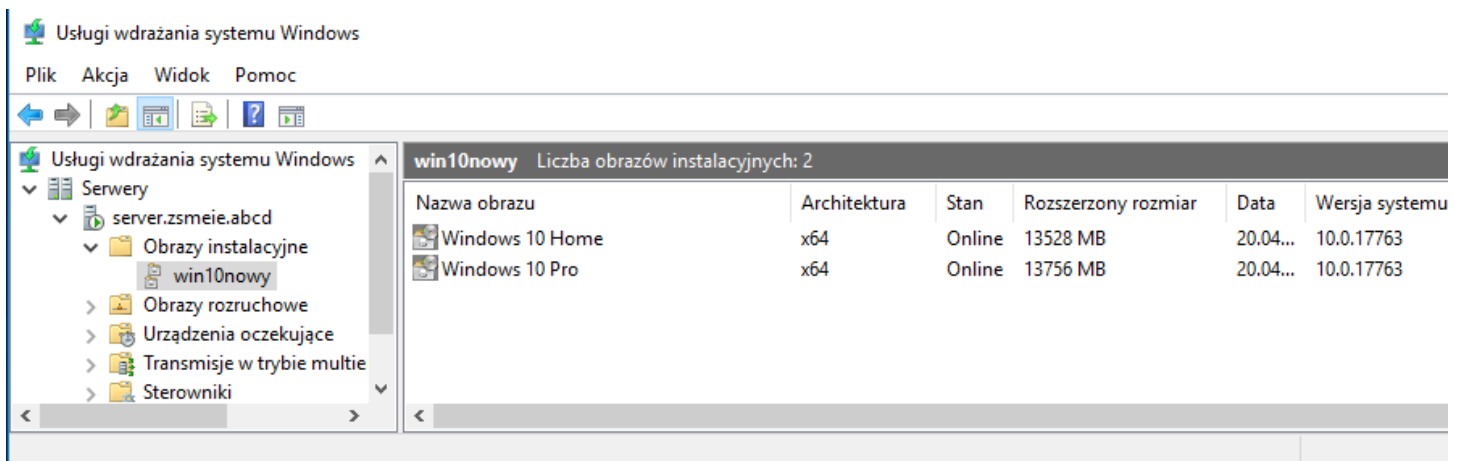 Usługi wdrażania systemu Windows
Plik Akcja Widok Pomoc
Usługi wdrażania systemu Windows
Serwery
server.zsmeie.abcd
Obrazy instalacyjne
win10nowy
Obrazy rozruchowe
Urządzenia oczekujące
Transmisje w trybie multie
Sterowniki
win10nowy Liczba obrazów instalacyjnych: 2
Nazwa obrazu Architektura Stan Rozszerzony rozmiar Data Wersja systemu
Windows 10 Home x64 Online 13528 MB 20.04... 10.0.17763
Windows 10 Pro x64 Online 13756 MB 20.04... 10.0.17763